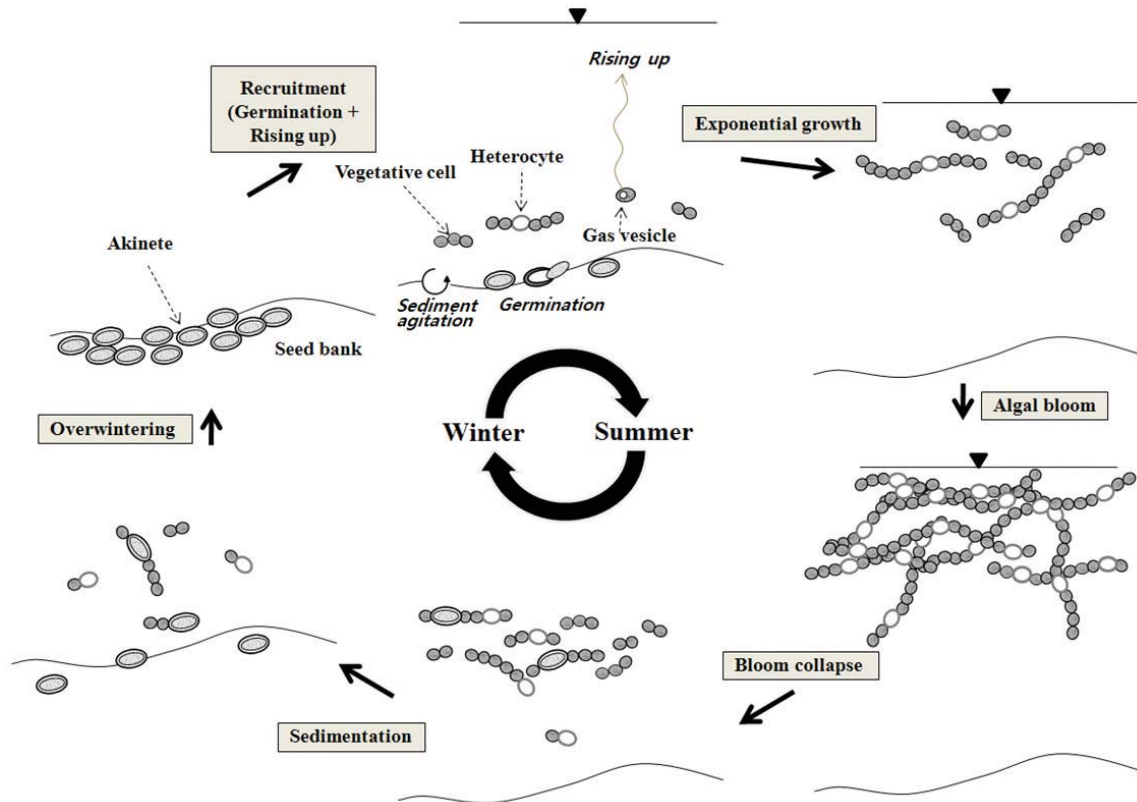 Rising up
Recruitment
(Germination +
Rising up)
Exponential growth
Heterocyte
Vegetative cell
Gas vesicle
Akinete
Sediment
agitation
Germination
Seed bank
Algal bloom
Overwintering
Winter
Summer
Bloom collapse
Sedimentation